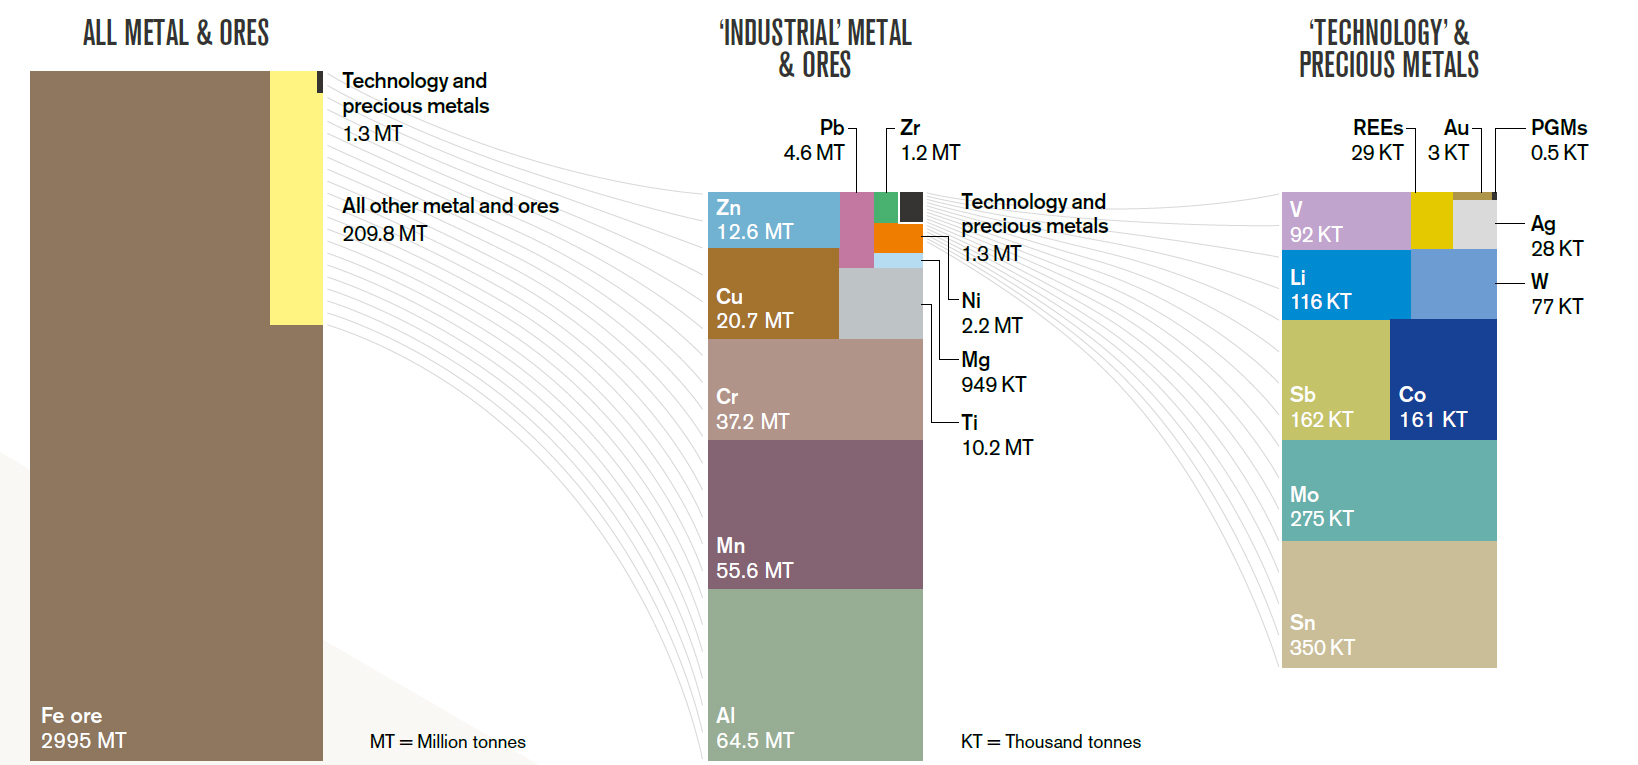 ALL METAL & ORES
Technology and
precious metals
1.3 MT
All other metal and ores
209.8 MT
Fe ore
2995 MT
MT = Million tonnes
‘INDUSTRIAL’ METAL
& ORES
Pb
4.6 MT
Zr
1.2 MT
Zn
12.6 MT
Cu
20.7 MT
Cr
37.2 MT
Mn
55.6 MT
Al
64.5 MT
Technology and
precious metals
1.3 MT
Ni
2.2 MT
Mg
949 KT
Ti
10.2 MT
KT = Thousand tonnes
‘TECHNOLOGY’ &
PRECIOUS METALS
REEs
29 KT
Au
3 KT
PGMs
0.5 KT
V
92 KT
Ag
28 KT
Li
116 KT
W
77 KT
Sb
162 KT
Co
161 KT
Mo
275 KT
Sn
350 KT